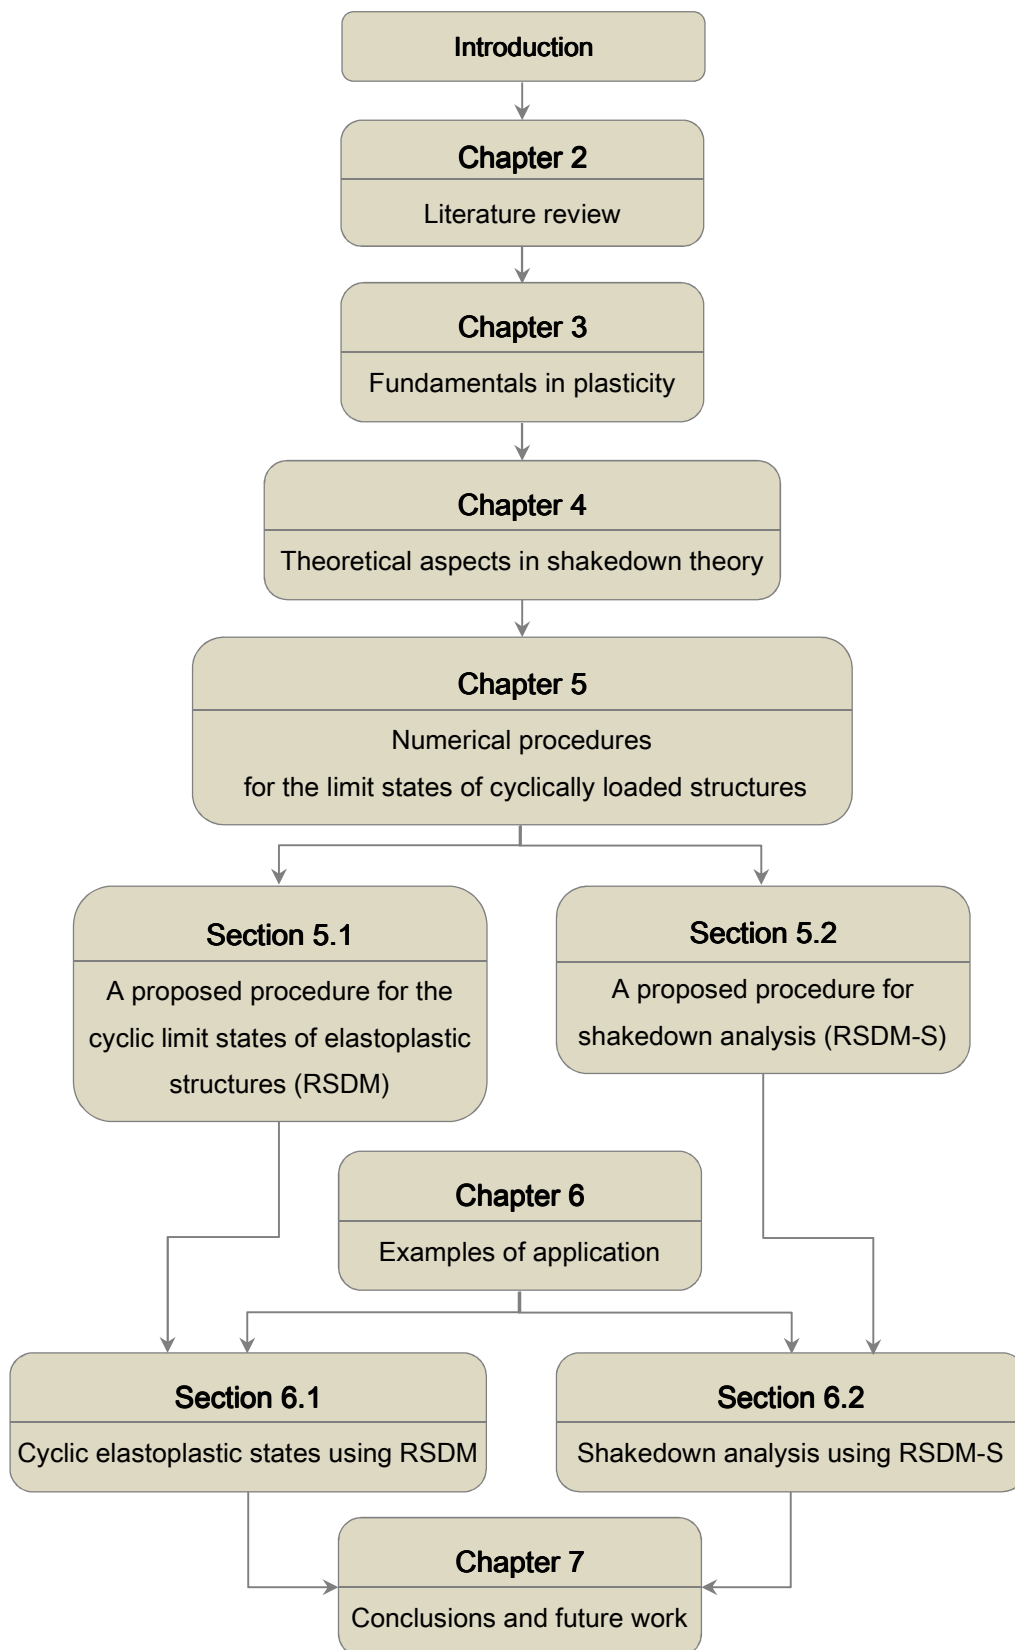 Introduction
Chapter 2
Literature review
Chapter 3
Fundamentals in plasticity
Chapter 4
Theoretical aspects in shakedown theory
Chapter 5
Numerical procedures
for the limit states of cyclically loaded structures
Section 5.1
A proposed procedure for the
cyclic limit states of elastoplastic
structures (RSDM)
Section 5.2
A proposed procedure for
shakedown analysis (RSDM-S)
Chapter 6
Examples of application
Section 6.1
Cyclic elastoplastic states using RSDM
Section 6.2
Shakedown analysis using RSDM-S
Chapter 7
Conclusions and future work